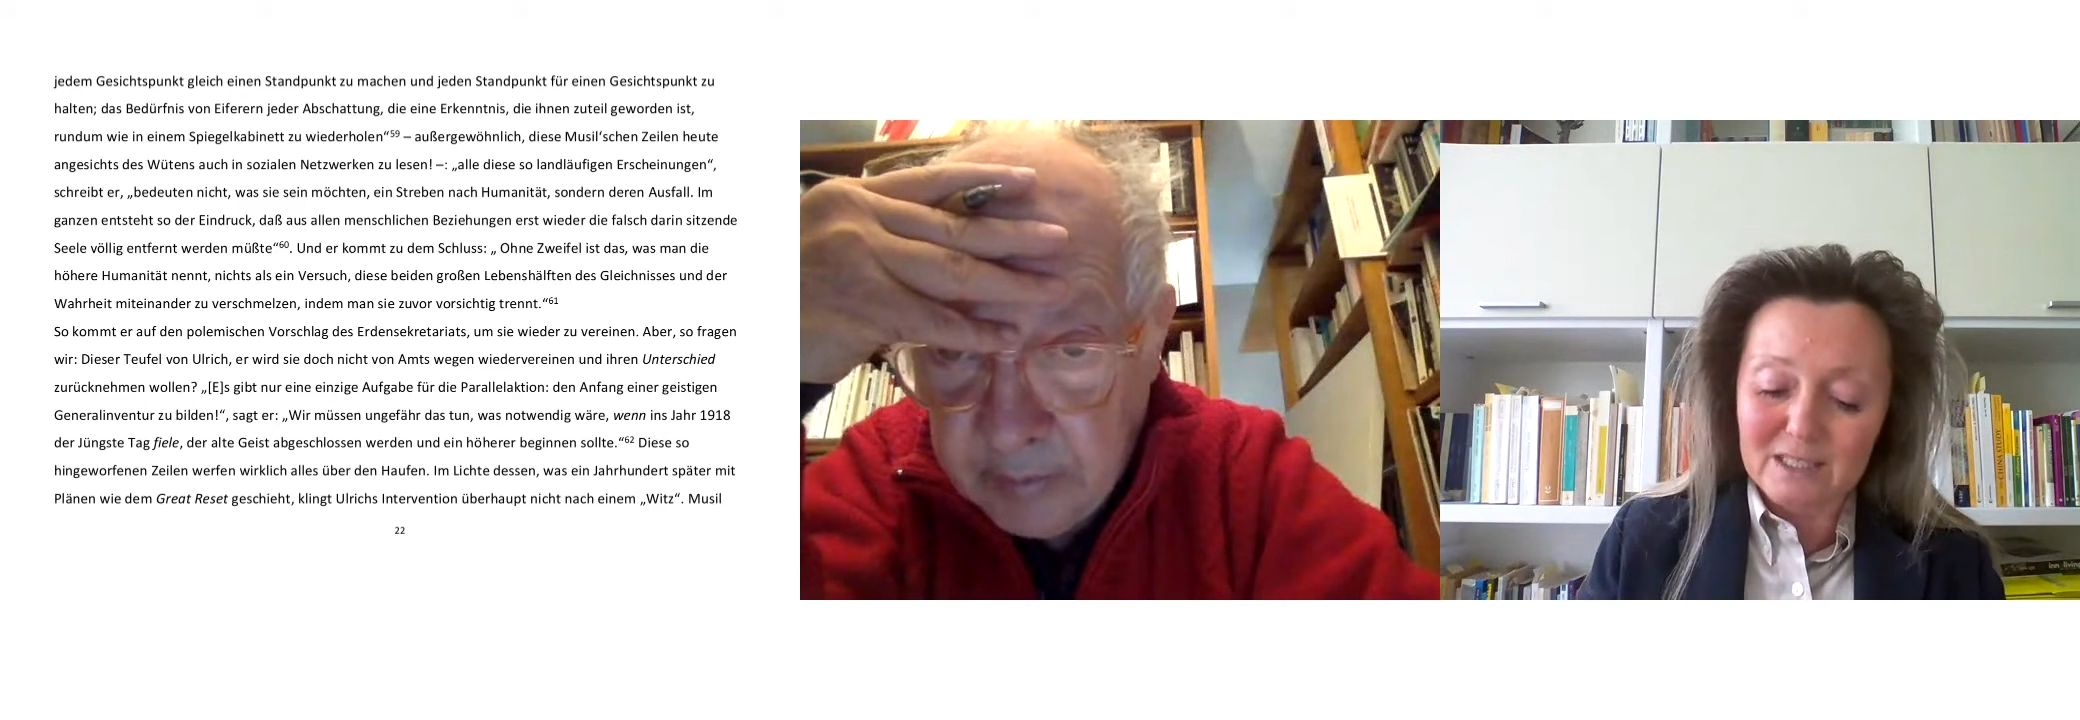 jedem Gesichtspunkt gleich einen Standpunkt zu machen und jeden Standpunkt für einen Gesichtspunkt zu
halten; das Bedürfnis von Eiferern jeder Abschattung, die eine Erkenntnis, die ihnen zuteil geworden ist,
rundum wie in einem Spiegelkabinett zu wiederholen“59 – außergewöhnlich, diese Musil‘schen Zeilen heute
angesichts des Wütens auch in sozialen Netzwerken zu lesen! –: „alle diese so landläufigen Erscheinungen“,
schreibt er, „bedeuten nicht, was sie sein möchten, ein Streben nach Humanität, sondern deren Ausfall. Im
ganzen entsteht so der Eindruck, daß aus allen menschlichen Beziehungen erst wieder die falsch darin sitzende
Seele völlig entfernt werden müßte“60. Und er kommt zu dem Schluss: „ Ohne Zweifel ist das, was man die
höhere Humanität nennt, nichts als ein Versuch, diese beiden großen Lebenshälften des Gleichnisses und der
Wahrheit miteinander zu verschmelzen, indem man sie zuvor vorsichtig trennt.“61
So kommt er auf den polemischen Vorschlag des Erdensekretariats, um sie wieder zu vereinen. Aber, so fragen
wir: Dieser Teufel von Ulrich, er wird sie doch nicht von Amts wegen wiedervereinen und ihren Unterschied
zurücknehmen wollen? „[E]s gibt nur eine einzige Aufgabe für die Parallelaktion: den Anfang einer geistigen
Generalinventur zu bilden!“, sagt er: „Wir müssen ungefähr das tun, was notwendig wäre, wenn ins Jahr 1918
der Jüngste Tag fiele, der alte Geist abgeschlossen werden und ein höherer beginnen sollte.“62 Diese so
hingeworfenen Zeilen werfen wirklich alles über den Haufen. Im Lichte dessen, was ein Jahrhundert später mit
Plänen wie dem Great Reset geschieht, klingt Ulrichs Intervention überhaupt nicht nach einem „Witz“. Musil
22